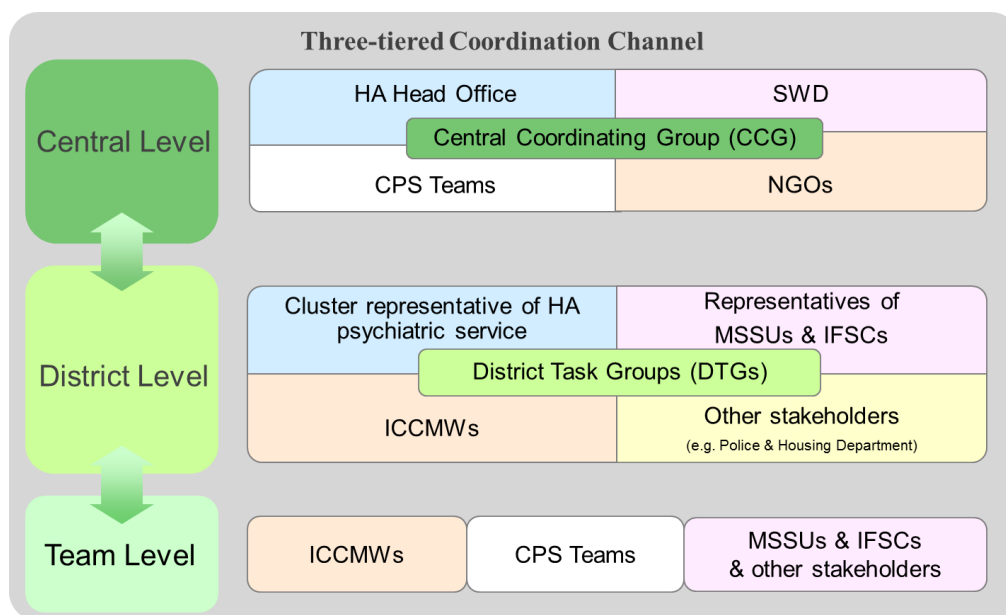 Three-tiered Coordination Channel
Central Level
HA Head Office
SWD
Central Coordinating Group (CCG)
CPS Teams
NGOs
District Level
Cluster representative of HA
psychiatric service
Representatives of
MSSUs & IFSCs
District Task Groups (DTGs)
ICCMWs
Other stakeholders
(e.g. Police & Housing Department)
Team Level
ICCMWs
CPS Teams
MSSUs & IFSCs
& other stakeholders